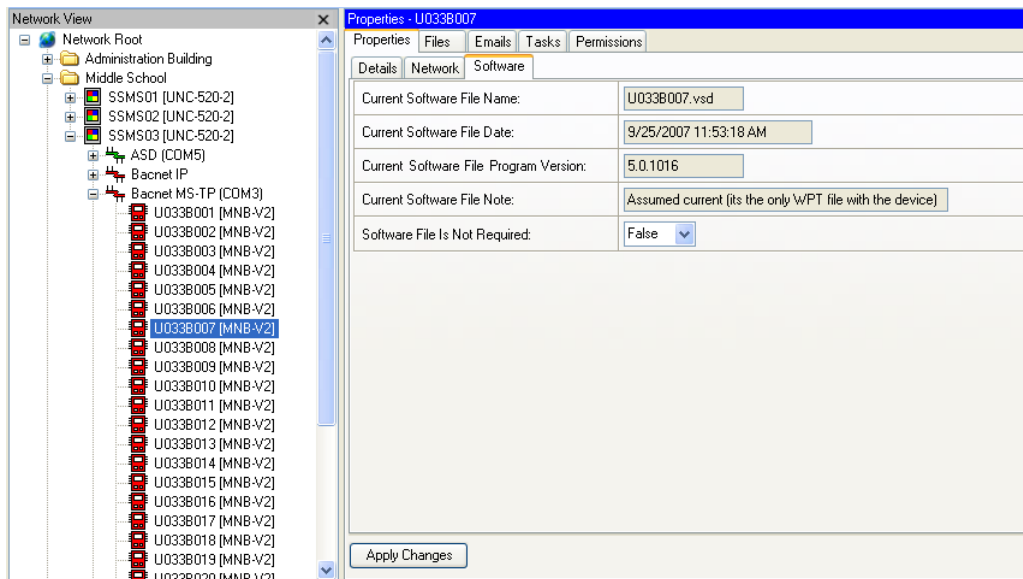 Network View
Network Root
Administration Building
Middle School
SSMS01 [UNC-520-2]
SSMS02 [UNC-520-2]
SSMS03 [UNC-520-2]
ASD (COM5)
Bacnet IP
Bacnet MS-TP (COM3)
U033B001 [MNB-V2]
U033B002 [MNB-V2]
U033B003 [MNB-V2]
U033B004 [MNB-V2]
U033B005 [MNB-V2]
U033B006 [MNB-V2]
U033B007 [MNB-V2]
U033B008 [MNB-V2]
U033B009 [MNB-V2]
U033B010 [MNB-V2]
U033B011 [MNB-V2]
U033B012 [MNB-V2]
U033B013 [MNB-V2]
U033B014 [MNB-V2]
U033B015 [MNB-V2]
U033B016 [MNB-V2]
U033B017 [MNB-V2]
U033B018 [MNB-V2]
U033B019 [MNB-V2]
U033B020 [MNB-V2]
Properties - U033B007
Properties Files Emails Tasks Permissions
Details Network Software
Current Software File Name: U033B007.vsd
Current Software File Date: 9/25/2007 11:53:18 AM
Current Software File Program Version: 5.0.1016
Current Software File Note: Assumed current (its the only WPT file with the device)
Software File Is Not Required: False
Apply Changes